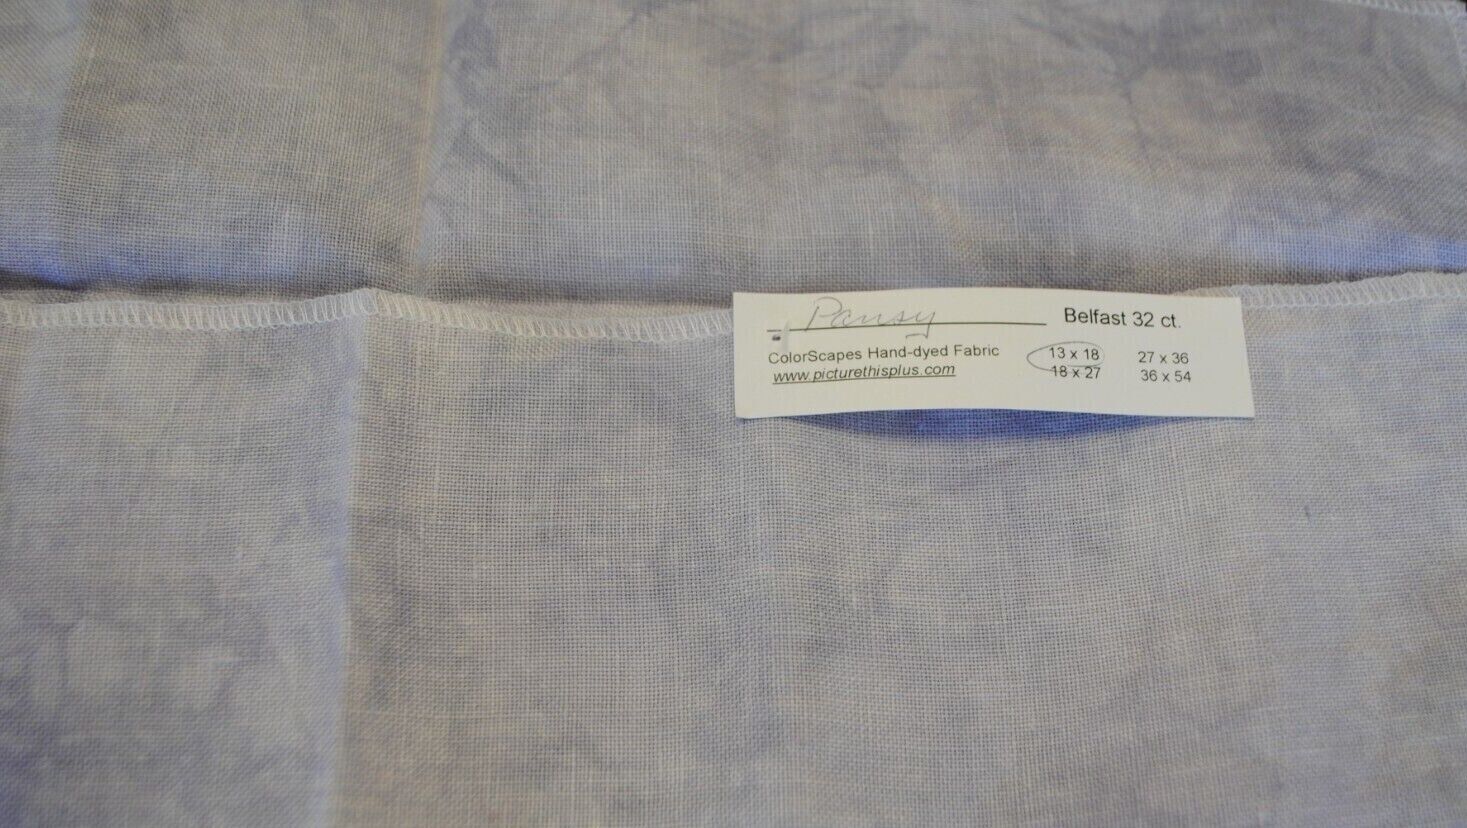 Pansy Belfast 32 ct.
ColorScapes Hand-dyed Fabric 13 x 18 27 x 36
www.picturethisplus.com 18 x 27 36 x 54